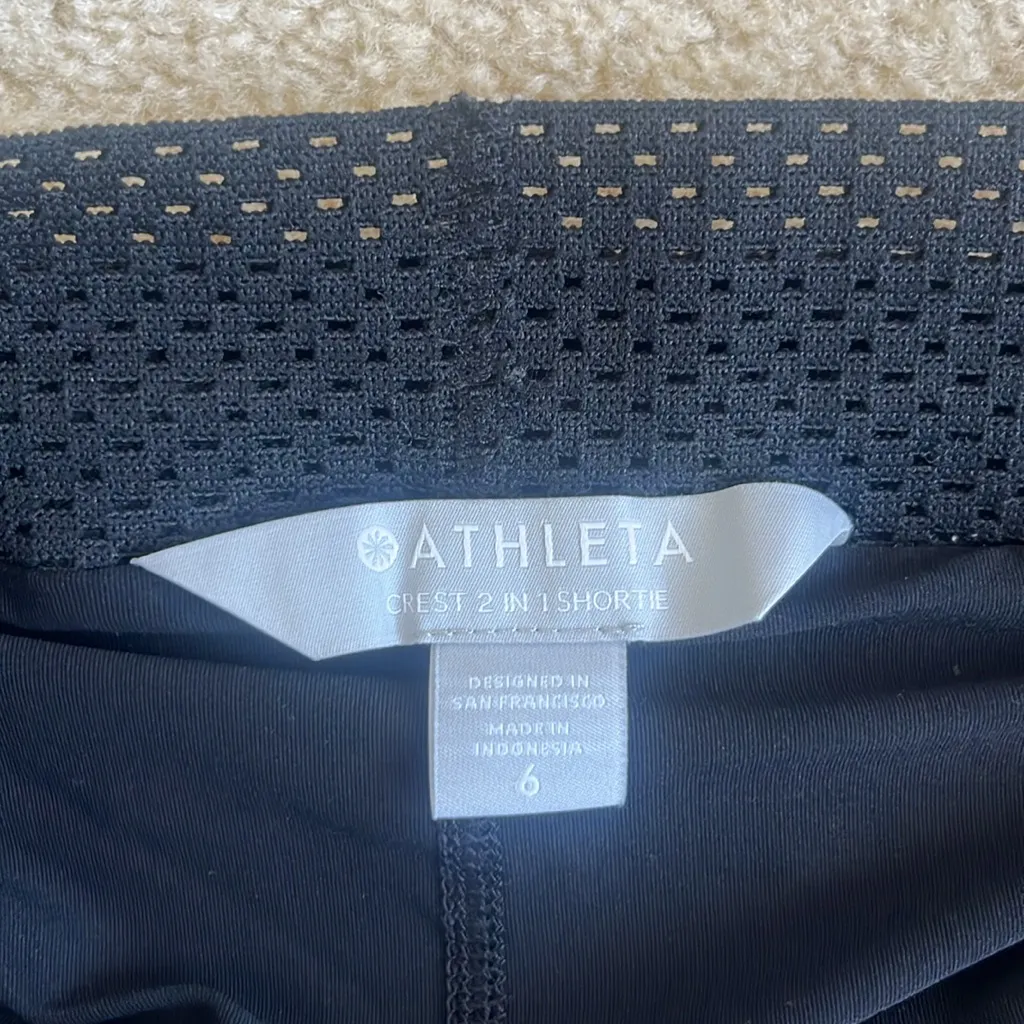 ATHLETA
CREST 2 IN 1 SHORTIE
DESIGNED IN
SAN FRANCISCO
MADE IN
INDONESIA
6